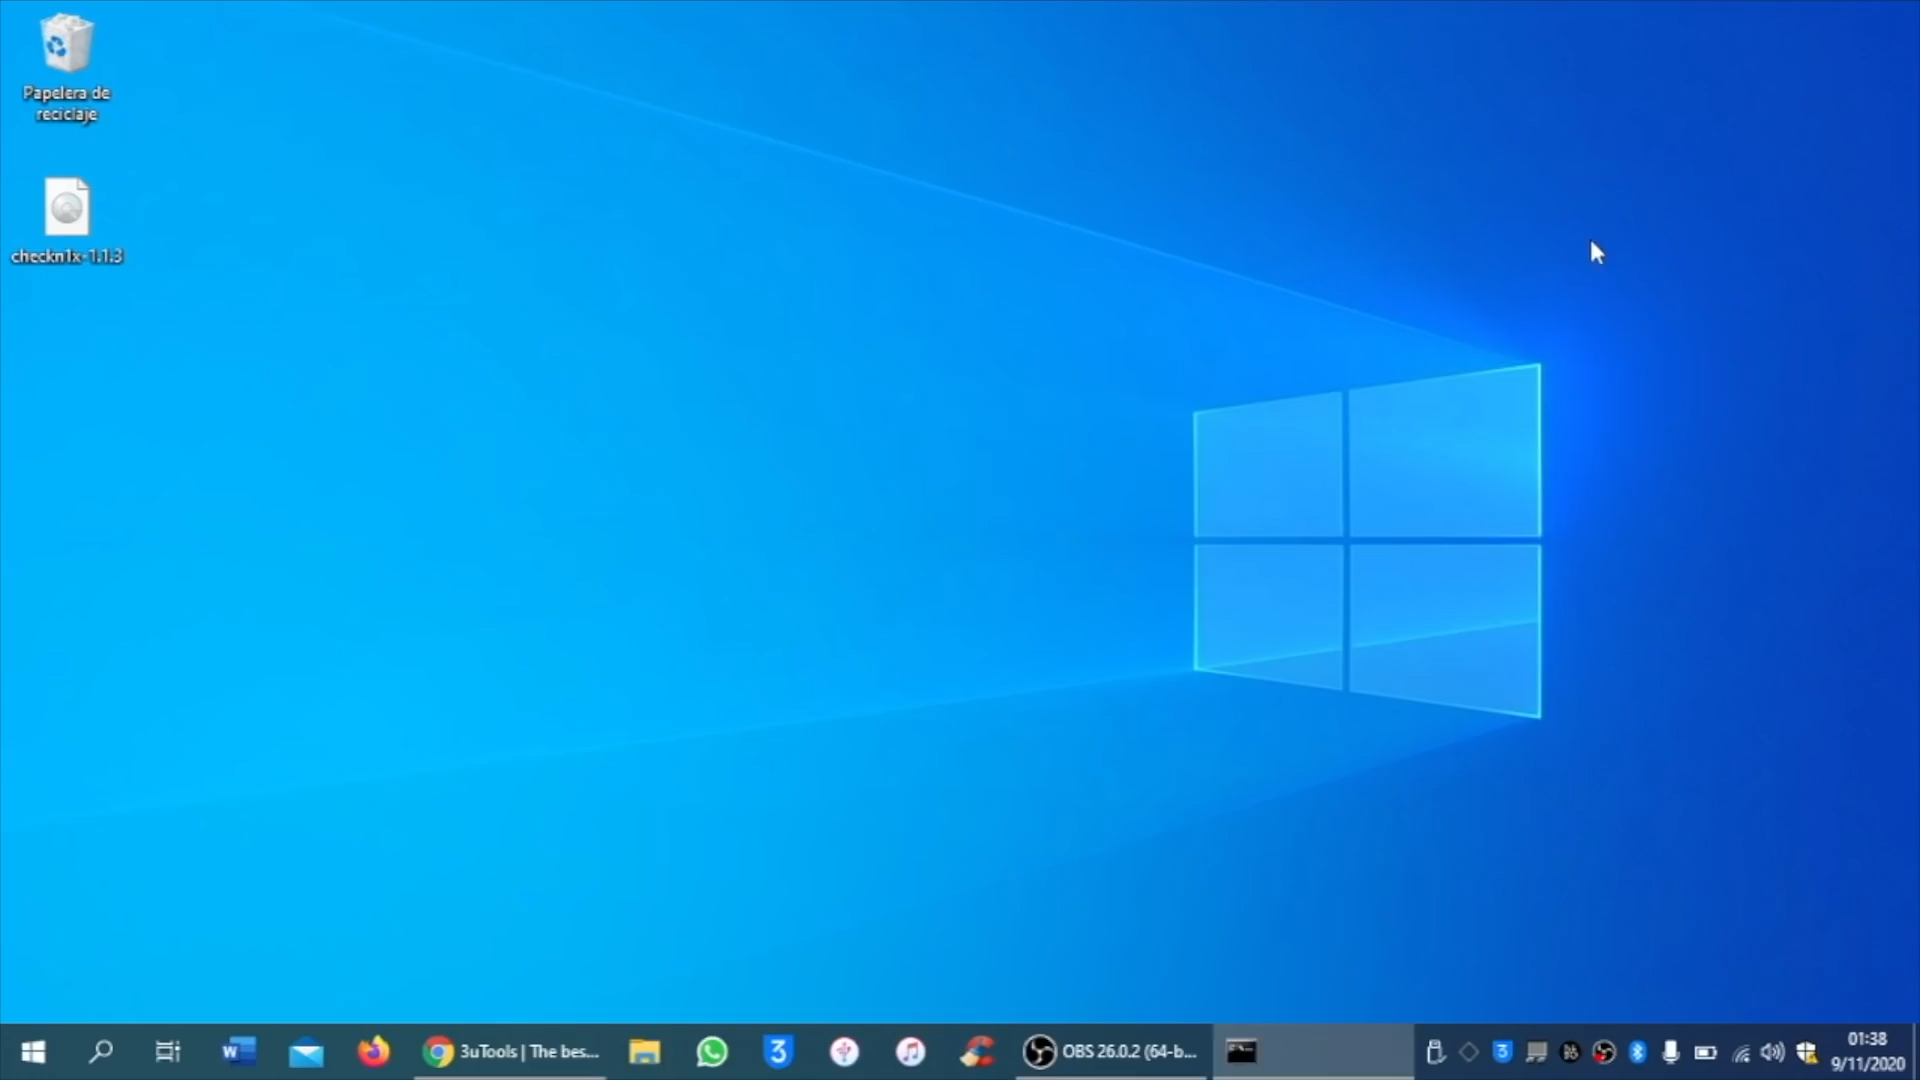 Papelera de
reciclaje
checkn1x-1.1.3
3uTools | The bes...
OBS 26.0.2 (64-b...
01:38
9/11/2020